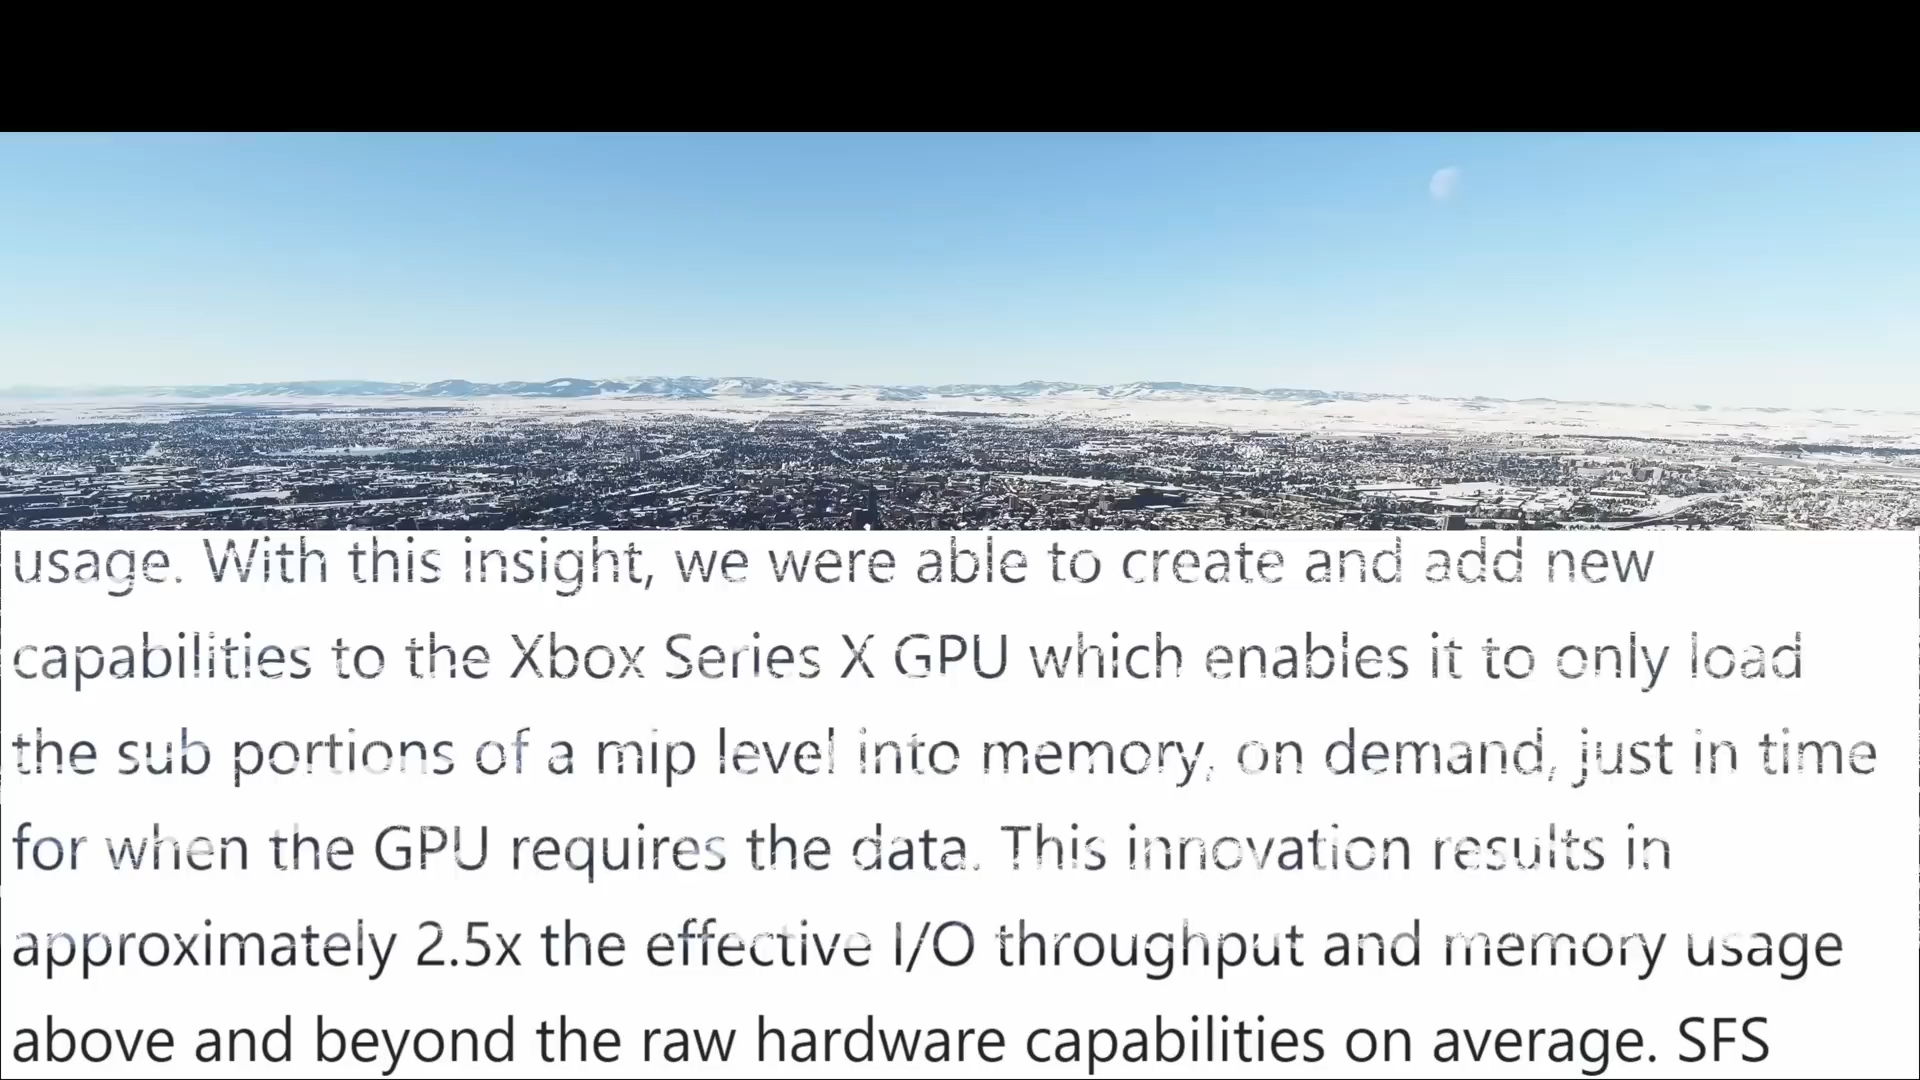 usage. With this insight, we were able to create and add new
capabilities to the Xbox Series X GPU which enables it to only load
the sub portions of a mip level into memory, on demand, just in time
for when the GPU requires the data. This innovation results in
approximately 2.5x the effective I/O throughput and memory usage
above and beyond the raw hardware capabilities on average. SFS